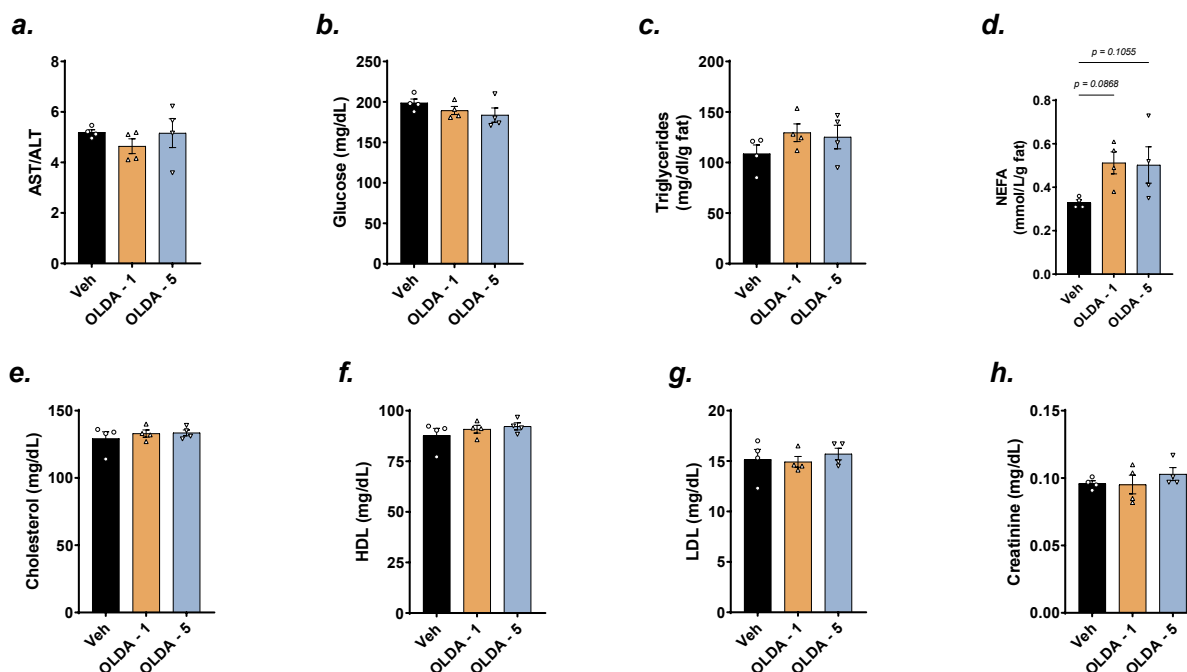 a.
AST/ALT
8
6
4
2
0
Veh
OLDA - 1
OLDA - 5
b.
Glucose (mg/dL)
250
200
150
100
50
0
Veh
OLDA - 1
OLDA - 5
c.
Triglycerides
(mg/dl/g fat)
200
150
100
50
0
Veh
OLDA - 1
OLDA - 5
d.
p = 0.1055
p = 0.0868
NEFA
(mmol/L/g fat)
0.8
0.6
0.4
0.2
0.0
Veh
OLDA - 1
OLDA - 5
e.
Cholesterol (mg/dL)
150
100
50
0
Veh
OLDA - 1
OLDA - 5
f.
HDL (mg/dL)
100
75
50
25
0
Veh
OLDA - 1
OLDA - 5
g.
LDL (mg/dL)
20
15
10
5
0
Veh
OLDA - 1
OLDA - 5
h.
Creatinine (mg/dL)
0.15
0.10
0.05
0.00
Veh
OLDA - 1
OLDA - 5